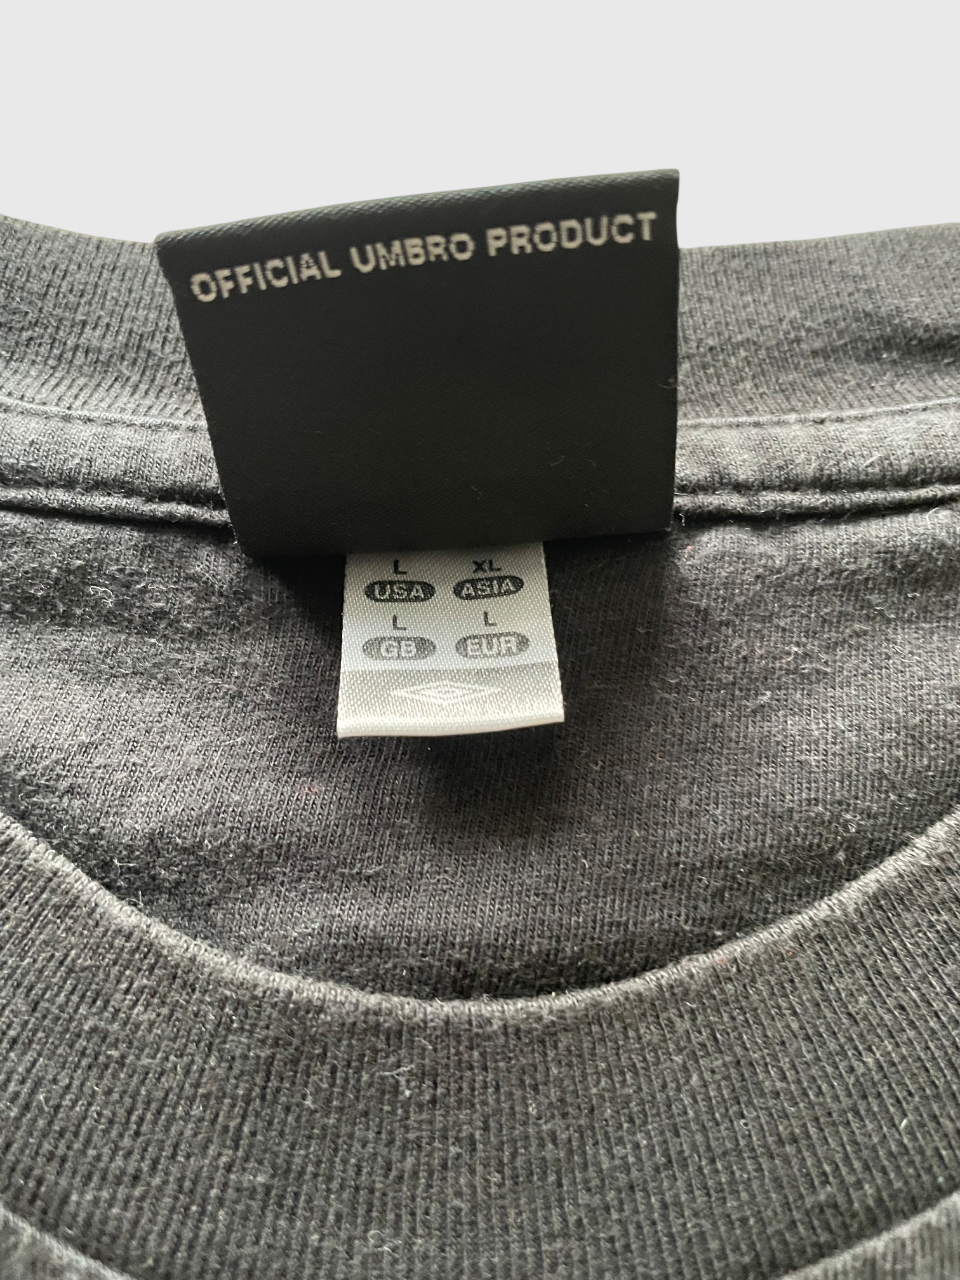 OFFICIAL UMBRO PRODUCT
L XL
USA ASIA
L L
GB EUR